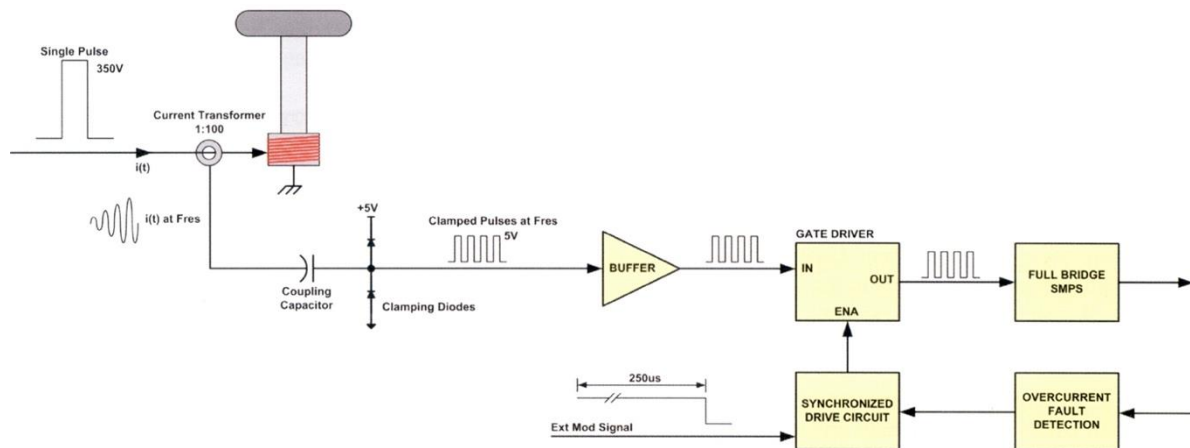 Single Pulse
350V
Current Transformer
1:100
i(t)
i(t) at Fres
+5V
Coupling
Capacitor
Clamping Diodes
Clamped Pulses at Fres
5V
BUFFER
GATE DRIVER
IN
OUT
ENA
FULL BRIDGE
SMPS
250us
Ext Mod Signal
SYNCHRONIZED
DRIVE CIRCUIT
OVERCURRENT
FAULT
DETECTION